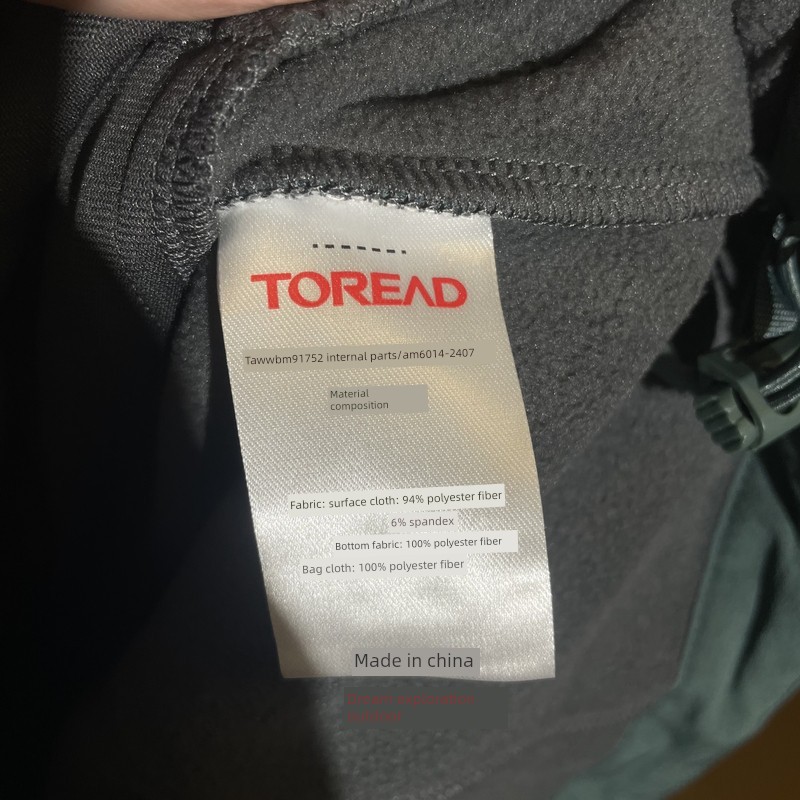 TOREAD
Tawwbm91752 internal parts/am6014-2407
Material
composition
Fabric: surface cloth: 94% polyester fiber
6% spandex
Bottom fabric: 100% polyester fiber
Bag cloth: 100% polyester fiber
Made in china